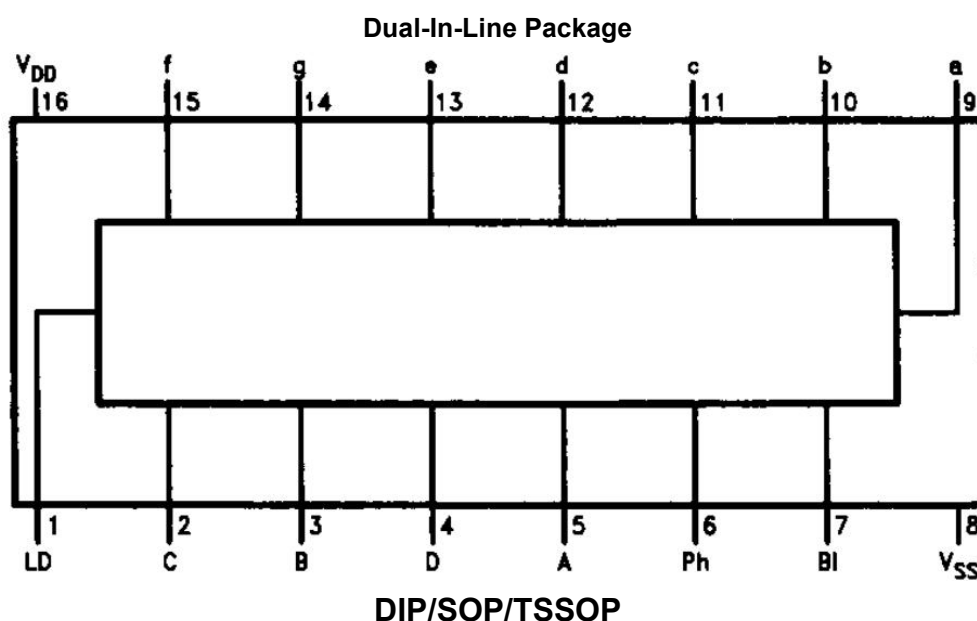 Dual-In-Line Package
VDD f g e d c b a
16 15 14 13 12 11 10 9
1 2 3 4 5 6 7 8
LD C B D A Ph BI VSS
DIP/SOP/TSSOP